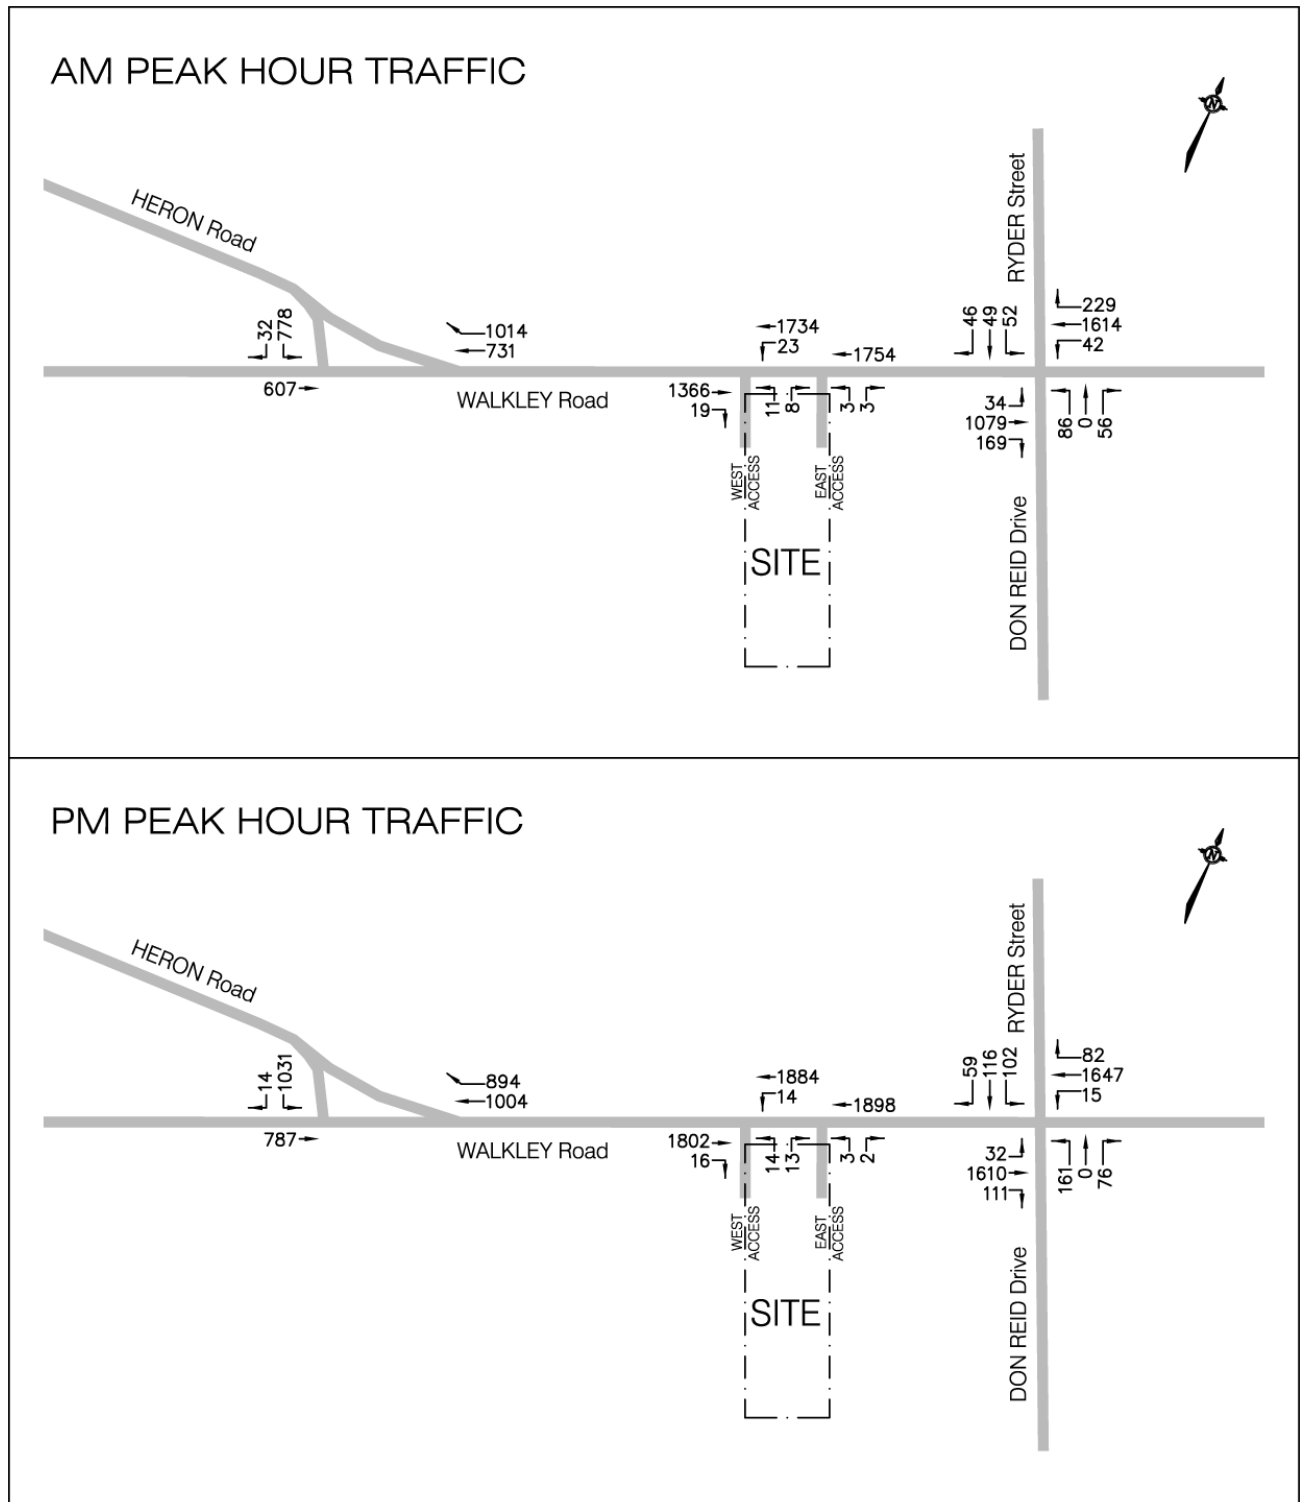 AM PEAK HOUR TRAFFIC
N
HERON Road
RYDER Street
32
778
1014
731
607
WALKLEY Road
1734
23
1754
1366
19
11
8
3
3
46
49
52
229
1614
42
34
1079
169
86
0
56
WEST
ACCESS
EAST
ACCESS
SITE
DON REID Drive
PM PEAK HOUR TRAFFIC
N
HERON Road
RYDER Street
14
1031
894
1004
787
WALKLEY Road
1884
14
1898
1802
16
14
13
3
2
59
116
102
82
1647
15
32
1610
111
161
0
76
WEST
ACCESS
EAST
ACCESS
SITE
DON REID Drive